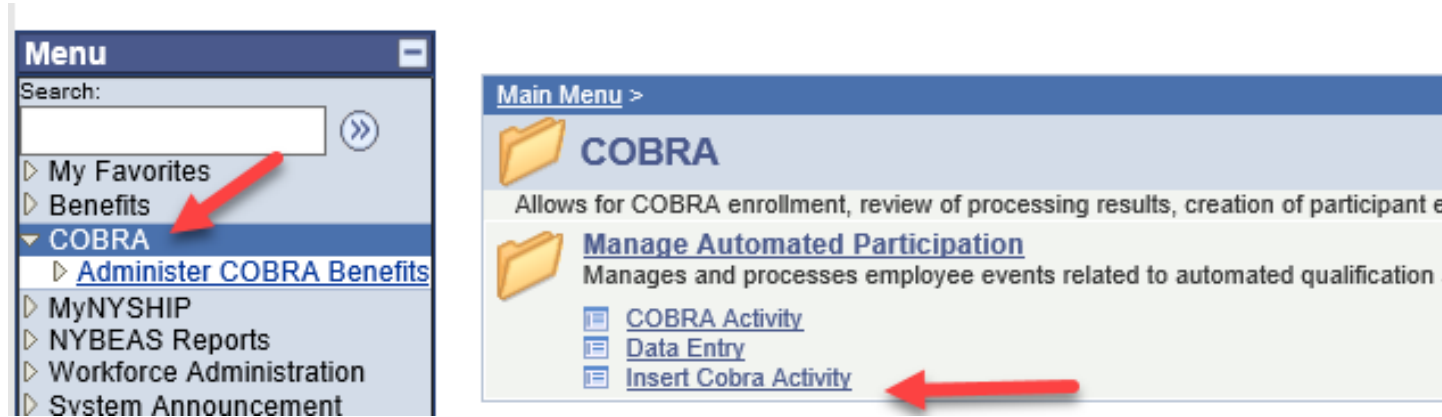 Menu
Search:
My Favorites
Benefits
COBRA
Administer COBRA Benefits
MyNYSHIP
NYBEAS Reports
Workforce Administration
System Announcement
Main Menu >
COBRA
Allows for COBRA enrollment, review of processing results, creation of participant e
Manage Automated Participation
Manages and processes employee events related to automated qualification
COBRA Activity
Data Entry
Insert Cobra Activity